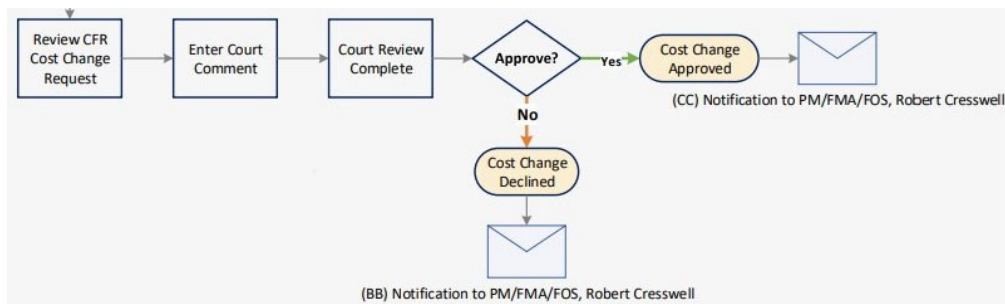 Review CFR
Cost Change
Request
Enter Court
Comment
Court Review
Complete
Approve?
Yes
Cost Change
Approved
(CC) Notification to PM/FMA/FOS, Robert Cresswell
No
Cost Change
Declined
(BB) Notification to PM/FMA/FOS, Robert Cresswell